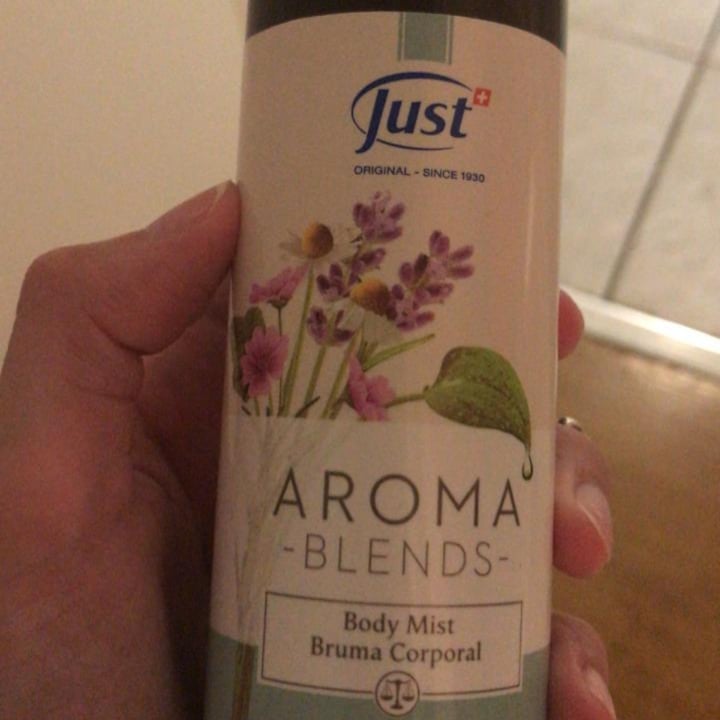 Just
ORIGINAL - SINCE 1930
AROMA
-BLENDS-
Body Mist
Bruma Corporal